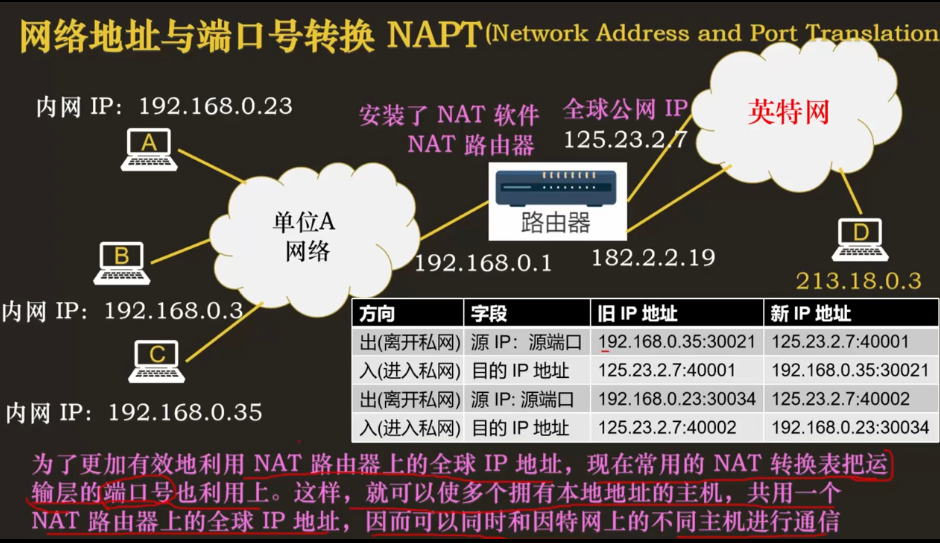 网络地址与端口号转换 NAPT(Network Address and Port Translation
内网 IP：192.168.0.23
A
安装了 NAT 软件
NAT 路由器
全球公网 IP
125.23.2.7
英特网
单位A
网络
路由器
B
内网 IP：192.168.0.3
192.168.0.1
182.2.2.19
D
213.18.0.3
C
内网 IP：192.168.0.35
方向 字段 旧 IP 地址 新 IP 地址
出(离开私网) 源 IP：源端口 192.168.0.35:30021 125.23.2.7:40001
入(进入私网) 目的 IP 地址 125.23.2.7:40001 192.168.0.35:30021
出(离开私网) 源 IP: 源端口 192.168.0.23:30034 125.23.2.7:40002
入(进入私网) 目的 IP 地址 125.23.2.7:40002 192.168.0.23:30034
为了更加有效地利用 NAT 路由器上的全球 IP 地址，现在常用的 NAT 转换表把运
输层的端口号也利用上。这样，就可以使多个拥有本地地址的主机，共用一个
NAT 路由器上的全球 IP 地址，因而可以同时和因特网上的不同主机进行通信